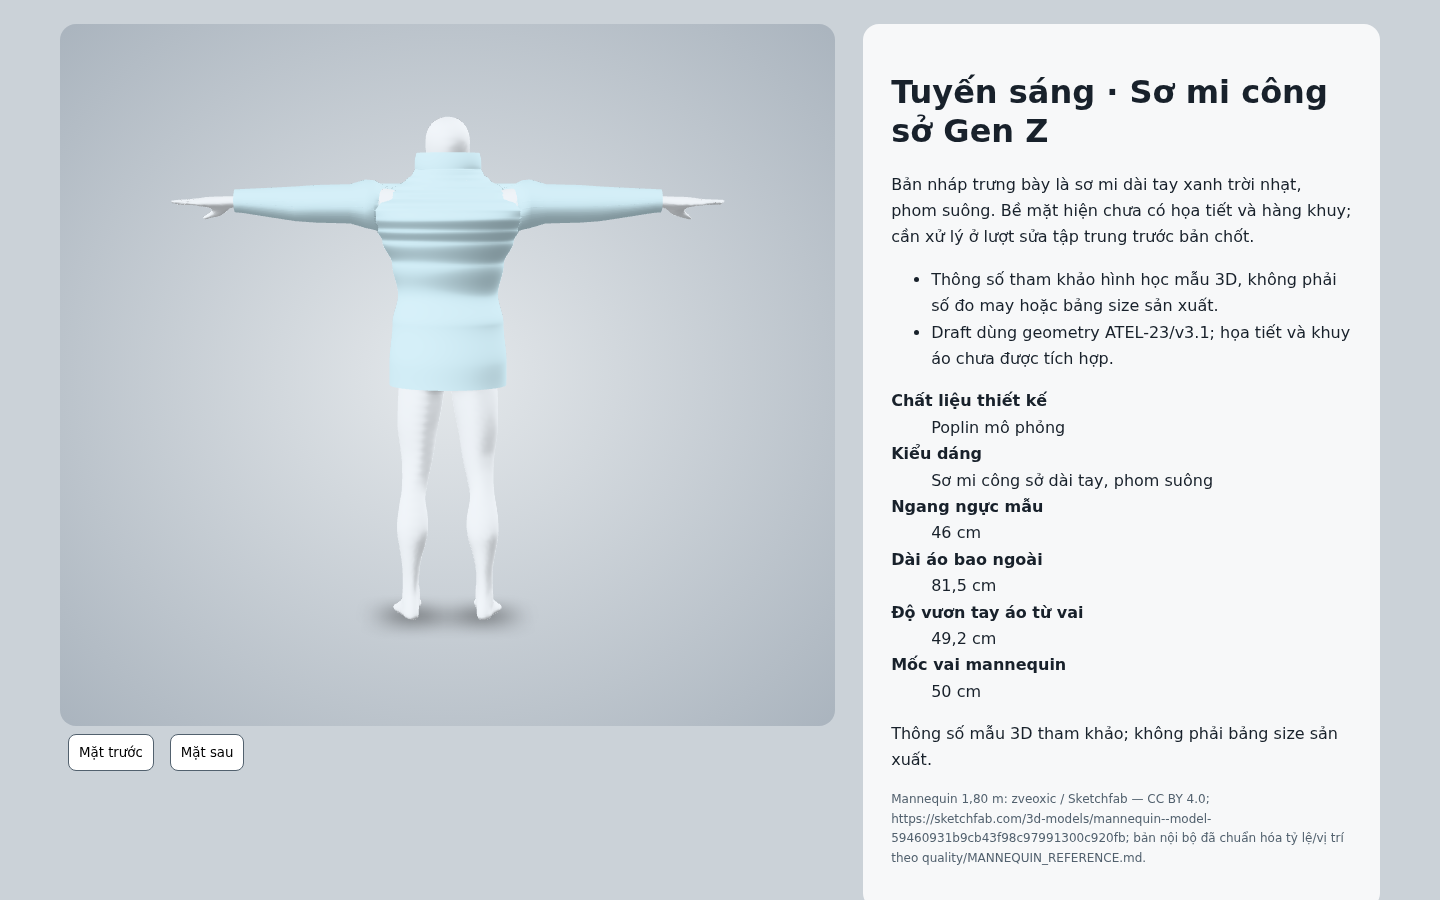 Tuyến sáng · Sơ mi công
sở Gen Z
Bản nháp trưng bày là sơ mi dài tay xanh trời nhạt,
phom suông. Bề mặt hiện chưa có họa tiết và hàng khuy;
cần xử lý ở lượt sửa tập trung trước bản chốt.
• Thông số tham khảo hình học mẫu 3D, không phải
số đo may hoặc bảng size sản xuất.
• Draft dùng geometry ATEL-23/v3.1; họa tiết và khuy
áo chưa được tích hợp.
Chất liệu thiết kế
Poplin mô phỏng
Kiểu dáng
Sơ mi công sở dài tay, phom suông
Ngang ngực mẫu
46 cm
Dài áo bao ngoài
81,5 cm
Độ vươn tay áo từ vai
49,2 cm
Mốc vai mannequin
50 cm
Thông số mẫu 3D tham khảo; không phải bảng size sản
xuất.
Mannequin 1,80 m: zveoxic / Sketchfab — CC BY 4.0;
https://sketchfab.com/3d-models/mannequin--model-
59460931b9cb43f98c97991300c920fb; bản nội bộ đã chuẩn hóa tỷ lệ/vị trí
theo quality/MANNEQUIN_REFERENCE.md.
Mặt trước
Mặt sau